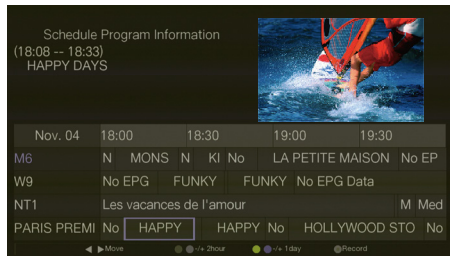 Schedule Program Information
(18:08 -- 18:33)
HAPPY DAYS
Nov. 04 18:00 18:30 19:00 19:30
M6 N MONS N KI No LA PETITE MAISON No EP
W9 No EPG FUNKY FUNKY No EPG Data
NT1 Les vacances de l'amour M Med
PARIS PREMI No HAPPY HAPPY No HOLLYWOOD STO No
Move -/+ 2hour -/+ 1day Record